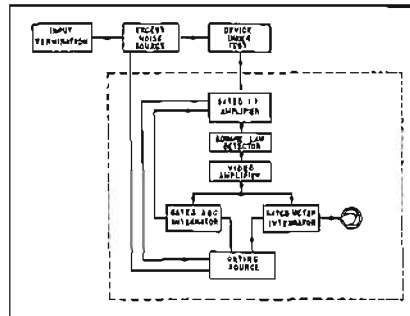 INPUT
TERMINATION
EXCESS
NOISE
SOURCE
DEVICE
UNDER
TEST
GATED I F
AMPLIFIER
SQUARE LAW
DETECTOR
VIDEO
AMPLIFIER
GATED AGC
INTEGRATOR
GATED METER
INTEGRATOR
GATING
SOURCE